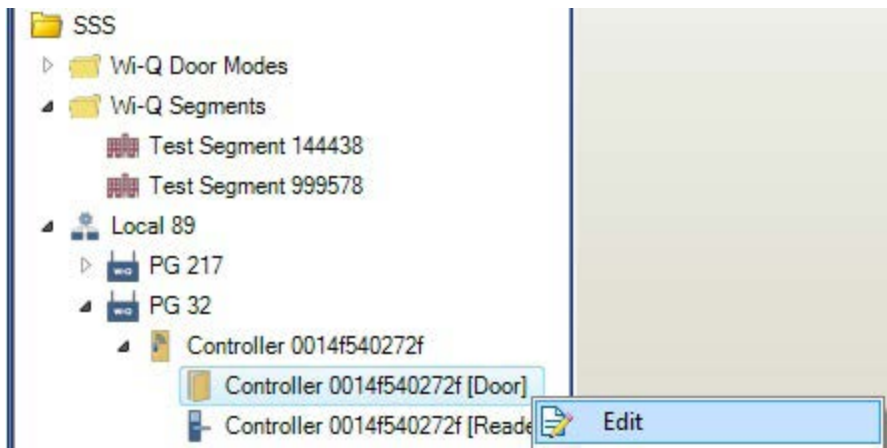 SSS
Wi-Q Door Modes
Wi-Q Segments
Test Segment 144438
Test Segment 999578
Local 89
PG 217
PG 32
Controller 0014f540272f
Controller 0014f540272f [Door]
Controller 0014f540272f [Reade
Edit